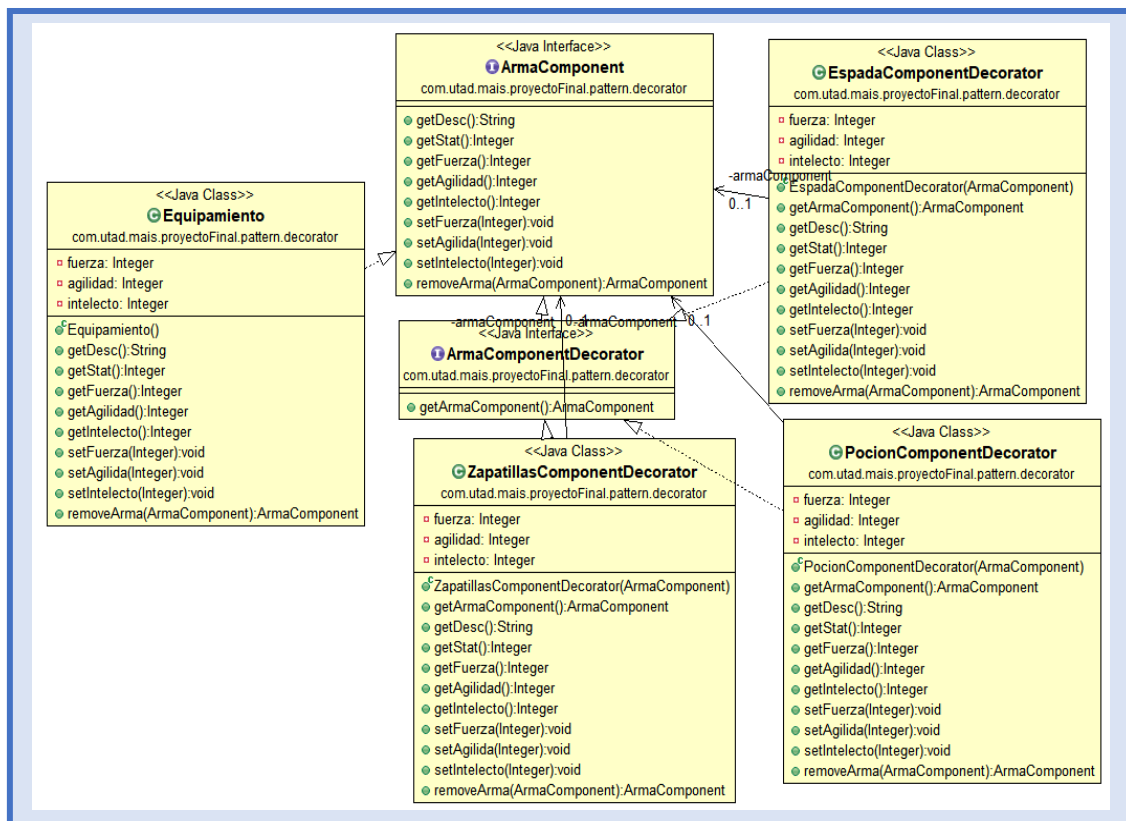 <<Java Interface>>
ArmaComponent
com.utad.mais.proyectoFinal.pattern.decorator
getDesc():String
getStat():Integer
getFuerza():Integer
getAgilidad():Integer
getIntelecto():Integer
setFuerza(Integer):void
setAgilida(Integer):void
setIntelecto(Integer):void
removeArma(ArmaComponent):ArmaComponent
<<Java Class>>
EspadaComponentDecorator
com.utad.mais.proyectoFinal.pattern.decorator
fuerza: Integer
agilidad: Integer
intelecto: Integer
EspadaComponentDecorator(ArmaComponent)
getArmaComponent():ArmaComponent
getDesc():String
getStat():Integer
getFuerza():Integer
getAgilidad():Integer
getIntelecto():Integer
setFuerza(Integer):void
setAgilida(Integer):void
setIntelecto(Integer):void
removeArma(ArmaComponent):ArmaComponent
-armaComponent
0..1
<<Java Class>>
Equipamiento
com.utad.mais.proyectoFinal.pattern.decorator
fuerza: Integer
agilidad: Integer
intelecto: Integer
Equipamiento()
getDesc():String
getStat():Integer
getFuerza():Integer
getAgilidad():Integer
getIntelecto():Integer
setFuerza(Integer):void
setAgilida(Integer):void
setIntelecto(Integer):void
removeArma(ArmaComponent):ArmaComponent
-armaComponent 0..1
-armaComponent 0..1
<<Java Interface>>
ArmaComponentDecorator
com.utad.mais.proyectoFinal.pattern.decorator
getArmaComponent():ArmaComponent
<<Java Class>>
ZapatillasComponentDecorator
com.utad.mais.proyectoFinal.pattern.decorator
fuerza: Integer
agilidad: Integer
intelecto: Integer
ZapatillasComponentDecorator(ArmaComponent)
getArmaComponent():ArmaComponent
getDesc():String
getStat():Integer
getFuerza():Integer
getAgilidad():Integer
getIntelecto():Integer
setFuerza(Integer):void
setAgilida(Integer):void
setIntelecto(Integer):void
removeArma(ArmaComponent):ArmaComponent
<<Java Class>>
PocionComponentDecorator
com.utad.mais.proyectoFinal.pattern.decorator
fuerza: Integer
agilidad: Integer
intelecto: Integer
PocionComponentDecorator(ArmaComponent)
getArmaComponent():ArmaComponent
getDesc():String
getStat():Integer
getFuerza():Integer
getAgilidad():Integer
getIntelecto():Integer
setFuerza(Integer):void
setAgilida(Integer):void
setIntelecto(Integer):void
removeArma(ArmaComponent):ArmaComponent